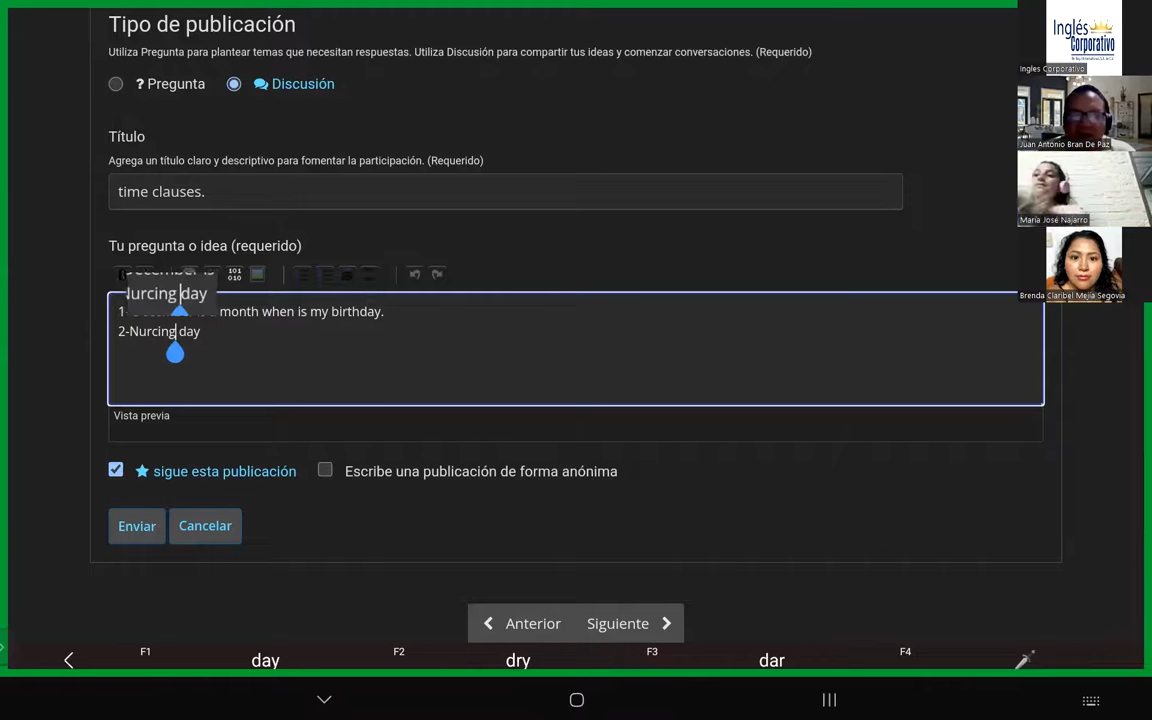 Tipo de publicación
Utiliza Pregunta para plantear temas que necesitan respuestas. Utiliza Discusión para compartir tus ideas y comenzar conversaciones. (Requerido)
? Pregunta
Discusión
Título
Agrega un título claro y descriptivo para fomentar la participación. (Requerido)
time clauses.
Tu pregunta o idea (requerido)
101
010
Nurcing day
month when is my birthday.
2-Nurcing day
Vista previa
sigue esta publicación
Escribe una publicación de forma anónima
Enviar
Cancelar
Anterior
Siguiente
F1
F2
F3
F4
day
dry
dar
Inglés
Corporativo
Ingles Corporativo
Juan Antonio Bran De Paz
María José Najarro
Brenda Claribel Mejía Segovia